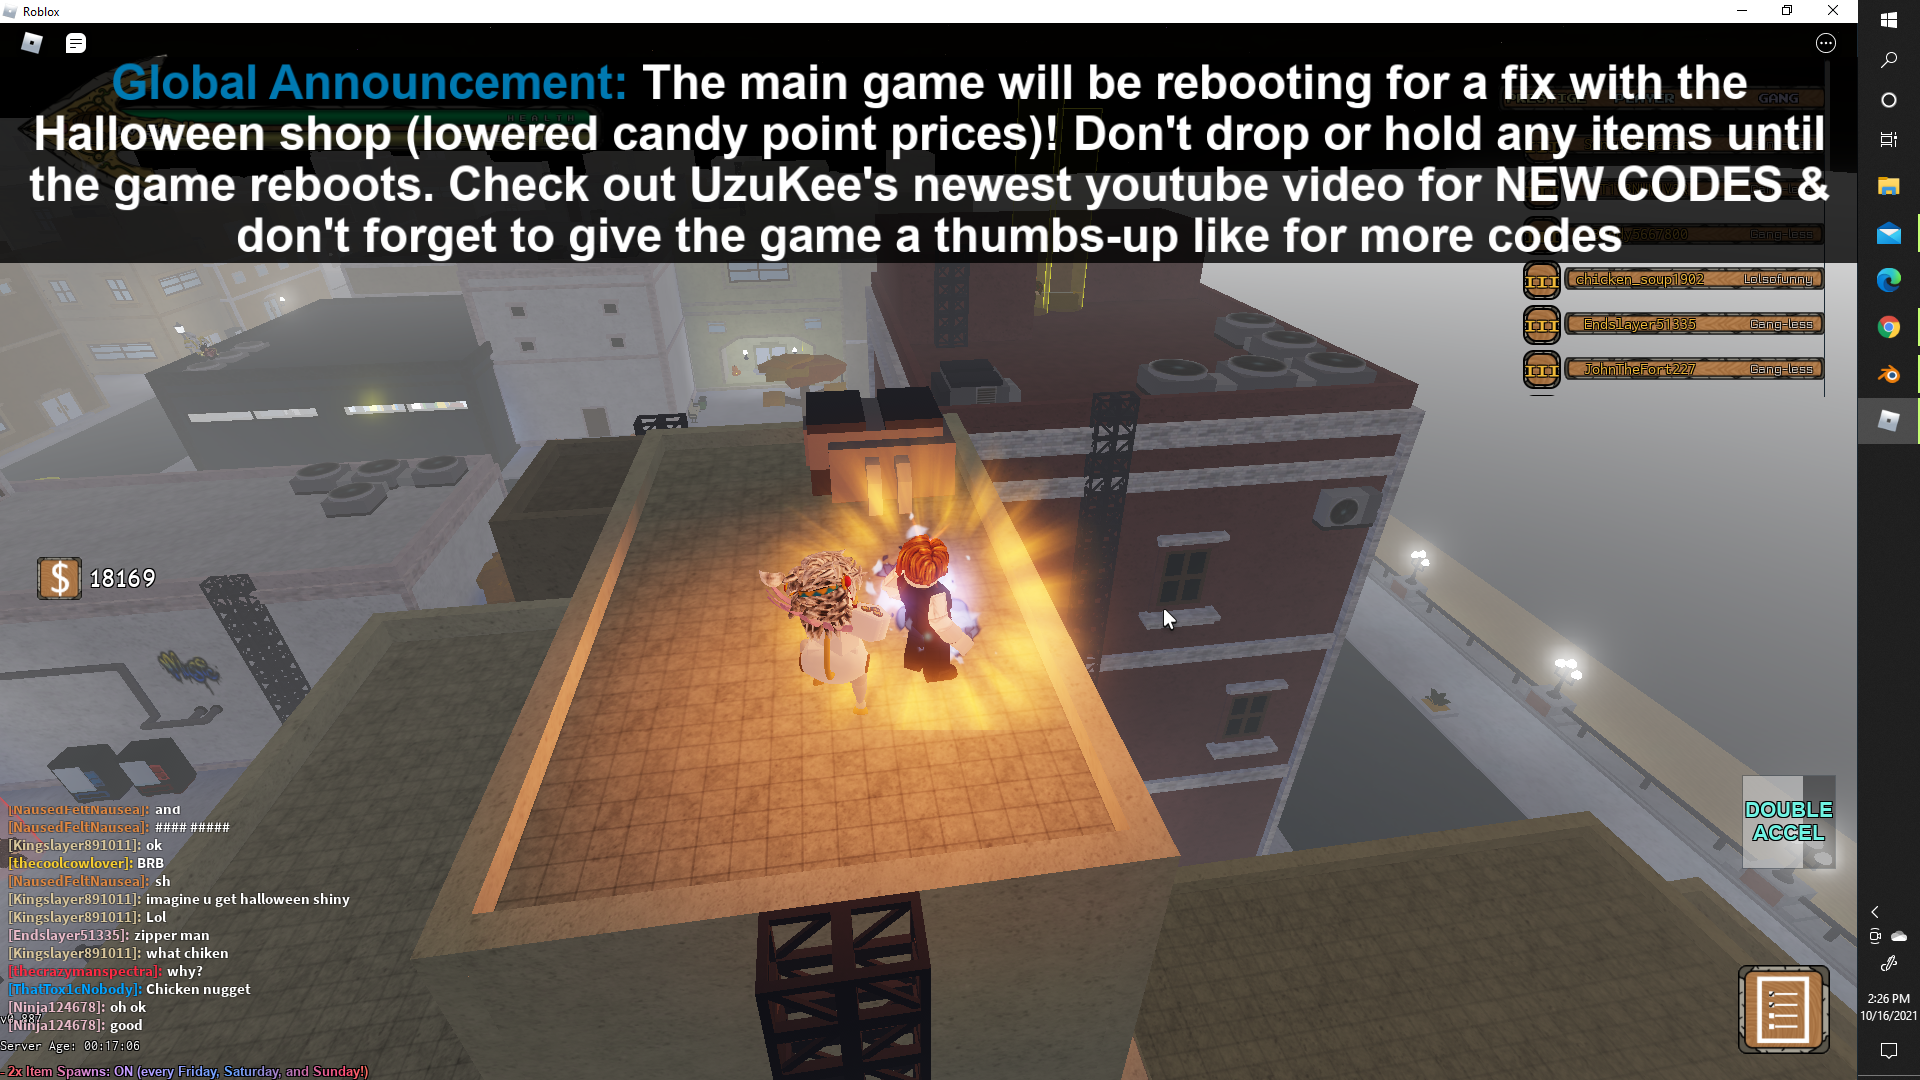 Roblox
Global Announcement: The main game will be rebooting for a fix with the
Halloween shop (lowered candy point prices)! Don't drop or hold any items until
the game reboots. Check out UzuKee's newest youtube video for NEW CODES &
don't forget to give the game a thumbs-up like for more codes
HEALTH
PRESTIGE PLAYER GANG
Gang-less
chicken_soup1902 Lolsofunny
Endslayer51335 Gang-less
JohnTheFort227 Gang-less
$ 18169
DOUBLE
ACCEL
[NausedFeltNausea]: and
[NausedFeltNausea]: #### #####
[Kingslayer891011]: ok
[thecoolcowlover]: BRB
[NausedFeltNausea]: sh
[Kingslayer891011]: imagine u get halloween shiny
[Kingslayer891011]: Lol
[Endslayer51335]: zipper man
[Kingslayer891011]: what chiken
[thecrazymanspectra]: why?
[ThatTox1cNobody]: Chicken nugget
[Ninja124678]: oh ok
[Ninja124678]: good
v0.887
Server Age: 00:17:06
- 2x Item Spawns: ON (every Friday, Saturday, and Sunday!)
2:26 PM
10/16/2021